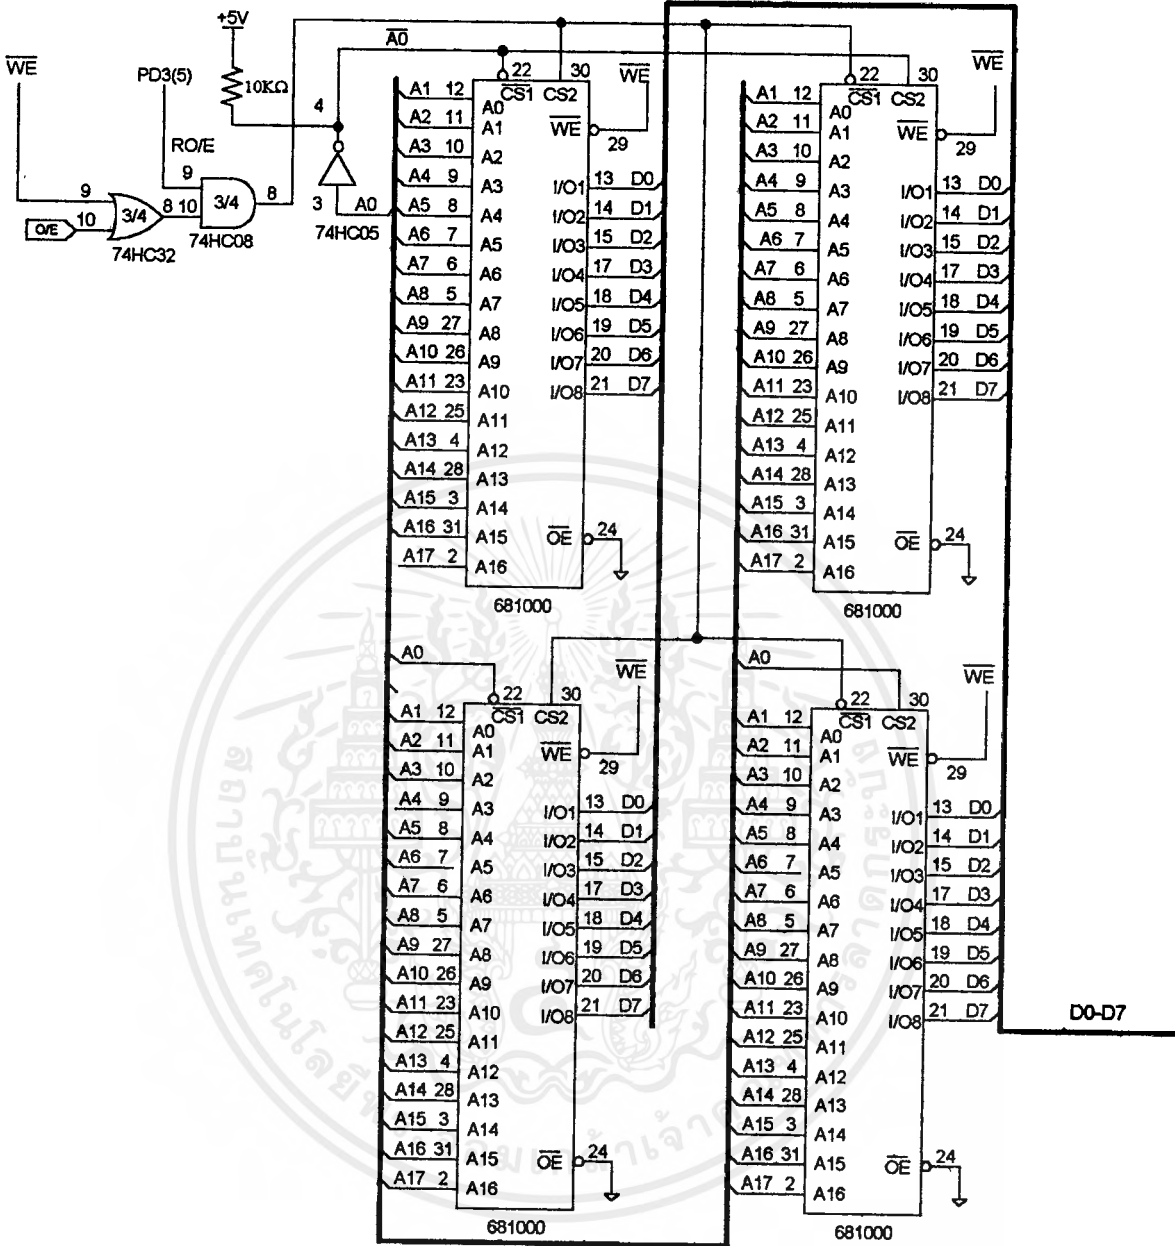 +5V
WE
PD3(5)
10KΩ
4
A0
RO/E
9
9
10
O/E
3/4
8 10
3/4
8
74HC32
74HC08
3
A0
74HC05
22
30
CS1
CS2
WE
WE
29
A1 12 A0
A2 11 A1
A3 10 A2
A4 9 A3
A5 8 A4
A6 7 A5
A7 6 A6
A8 5 A7
A9 27 A8
A10 26 A9
A11 23 A10
A12 25 A11
A13 4 A12
A14 28 A13
A15 3 A14
A16 31 A15
A17 2 A16
I/O1 13 D0
I/O2 14 D1
I/O3 15 D2
I/O4 17 D3
I/O5 18 D4
I/O6 19 D5
I/O7 20 D6
I/O8 21 D7
OE 24
681000
22
30
CS1
CS2
WE
WE
29
A1 12 A0
A2 11 A1
A3 10 A2
A4 9 A3
A5 8 A4
A6 7 A5
A7 6 A6
A8 5 A7
A9 27 A8
A10 26 A9
A11 23 A10
A12 25 A11
A13 4 A12
A14 28 A13
A15 3 A14
A16 31 A15
A17 2 A16
I/O1 13 D0
I/O2 14 D1
I/O3 15 D2
I/O4 17 D3
I/O5 18 D4
I/O6 19 D5
I/O7 20 D6
I/O8 21 D7
OE 24
681000
A0
22
30
CS1
CS2
WE
WE
29
A1 12 A0
A2 11 A1
A3 10 A2
A4 9 A3
A5 8 A4
A6 7 A5
A7 6 A6
A8 5 A7
A9 27 A8
A10 26 A9
A11 23 A10
A12 25 A11
A13 4 A12
A14 28 A13
A15 3 A14
A16 31 A15
A17 2 A16
I/O1 13 D0
I/O2 14 D1
I/O3 15 D2
I/O4 17 D3
I/O5 18 D4
I/O6 19 D5
I/O7 20 D6
I/O8 21 D7
OE 24
681000
A0
22
30
CS1
CS2
WE
WE
29
A1 12 A0
A2 11 A1
A3 10 A2
A4 9 A3
A5 8 A4
A6 7 A5
A7 6 A6
A8 5 A7
A9 27 A8
A10 26 A9
A11 23 A10
A12 25 A11
A13 4 A12
A14 28 A13
A15 3 A14
A16 31 A15
A17 2 A16
I/O1 13 D0
I/O2 14 D1
I/O3 15 D2
I/O4 17 D3
I/O5 18 D4
I/O6 19 D5
I/O7 20 D6
I/O8 21 D7
OE 24
681000
D0-D7